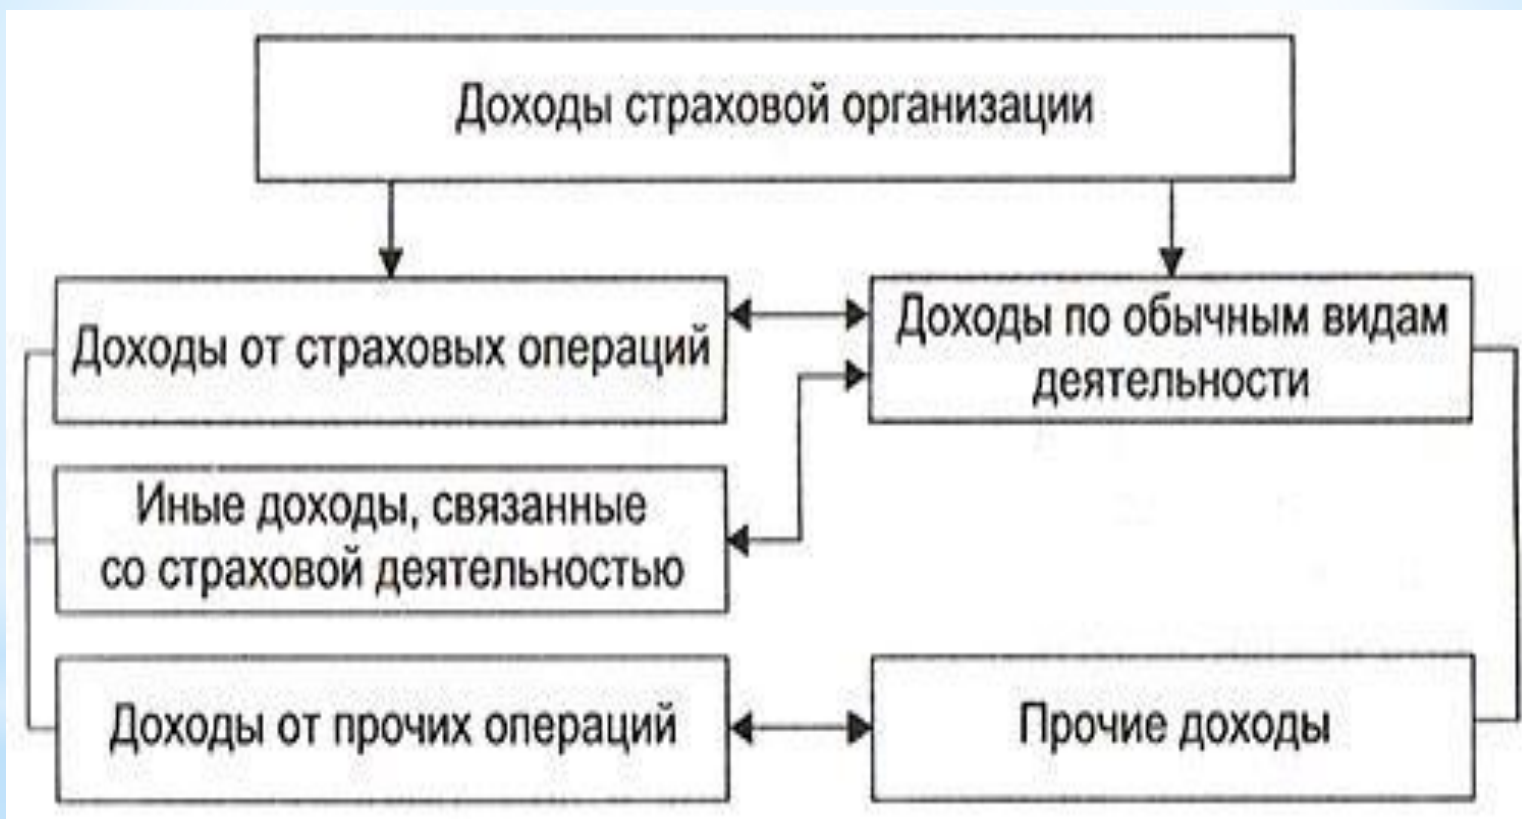 Доходы страховой организации
Доходы от страховых операций
Доходы по обычным видам
деятельности
Иные доходы, связанные
со страховой деятельностью
Доходы от прочих операций
Прочие доходы